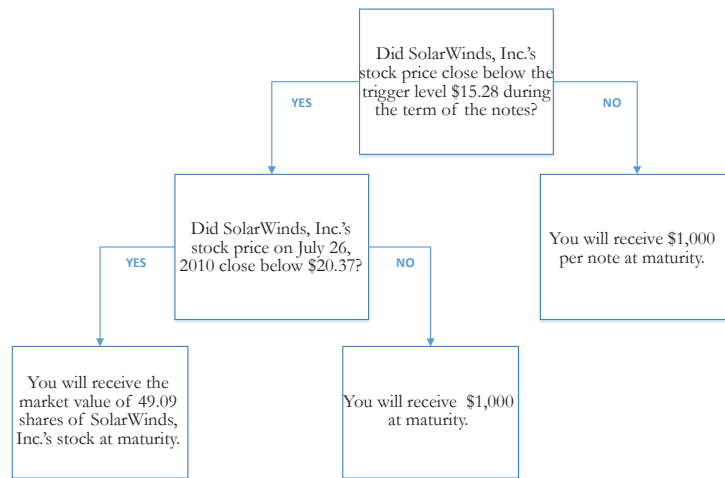 Did SolarWinds, Inc.'s
stock price close below the
trigger level $15.28 during
the term of the notes?
YES
NO
Did SolarWinds, Inc.'s
stock price on July 26,
2010 close below $20.37?
You will receive $1,000
per note at maturity.
YES
NO
You will receive the
market value of 49.09
shares of SolarWinds,
Inc.'s stock at maturity.
You will receive $1,000
at maturity.